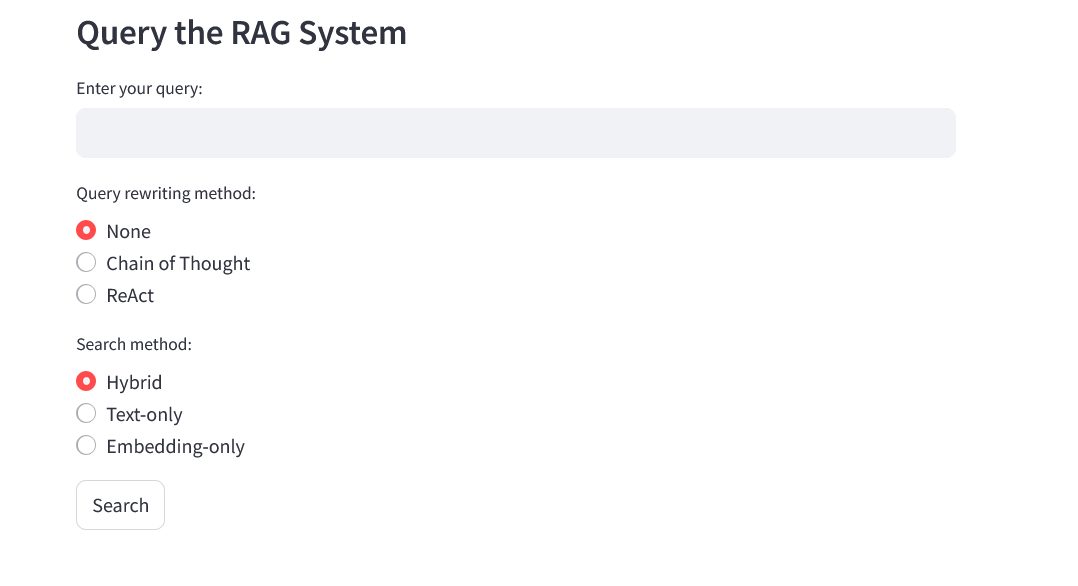 Query the RAG System
Enter your query:
Query rewriting method:
None
Chain of Thought
ReAct
Search method:
Hybrid
Text-only
Embedding-only
Search